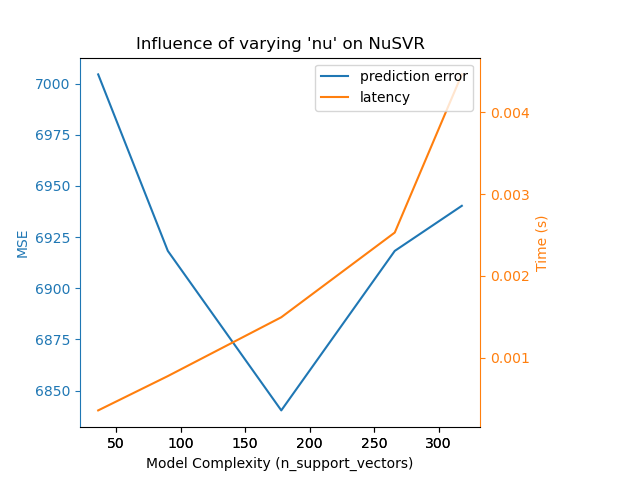 Influence of varying 'nu' on NuSVR
prediction error
latency
7000
6975
6950
6925
6900
6875
6850
MSE
0.004
0.003
0.002
0.001
Time (s)
50 100 150 200 250 300
Model Complexity (n_support_vectors)